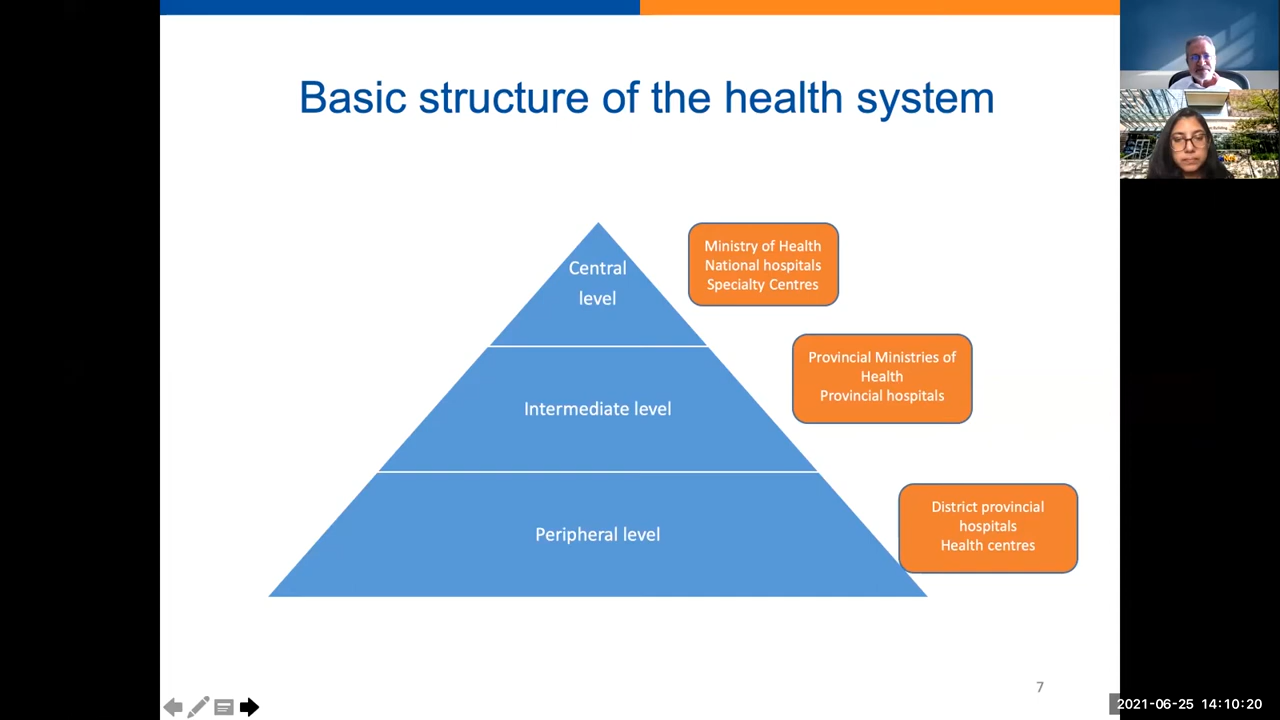 Basic structure of the health system
Central
level
Ministry of Health
National hospitals
Specialty Centres
Intermediate level
Provincial Ministries of
Health
Provincial hospitals
Peripheral level
District provincial
hospitals
Health centres
7
2021-06-25 14:10:20